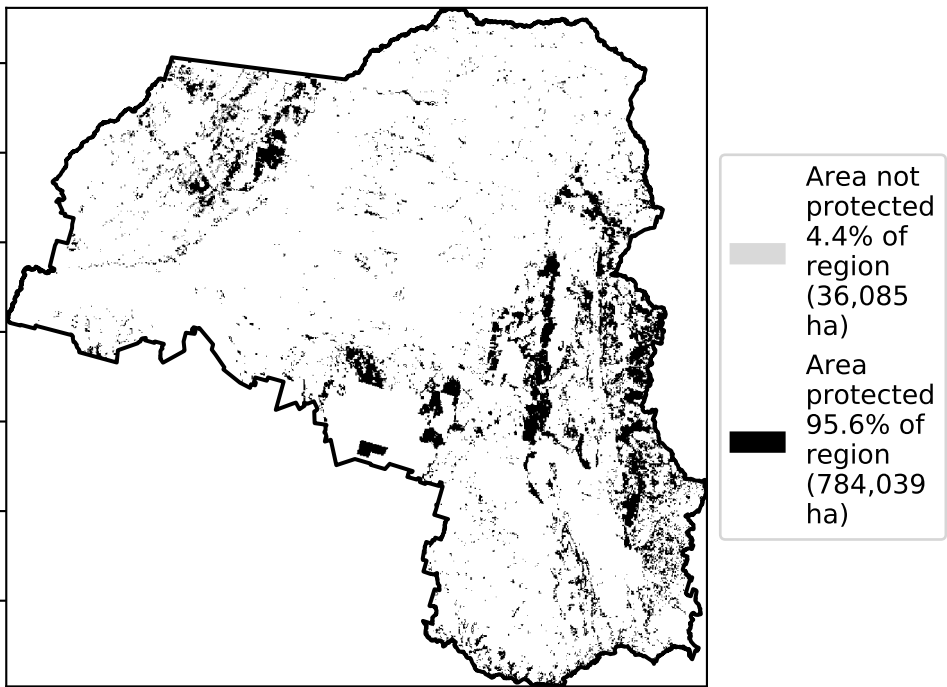 Area not
protected
4.4% of
region
(36,085
ha)
Area
protected
95.6% of
region
(784,039
ha)